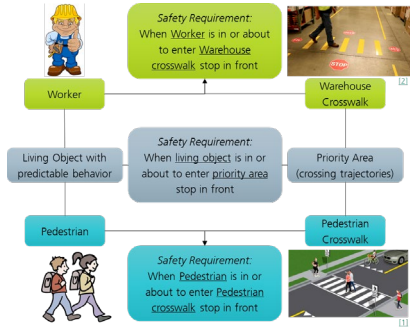 Safety Requirement:
When Worker is in or about
to enter Warehouse
crosswalk stop in front
STOP
STOP
[2]
Worker
Warehouse
Crosswalk
Living Object with
predictable behavior
Safety Requirement:
When living object is in or
about to enter priority area
stop in front
Priority Area
(crossing trajectories)
Pedestrian
Pedestrian
Crosswalk
Safety Requirement:
When Pedestrian is in or
about to enter Pedestrian
crosswalk stop in front
[1]